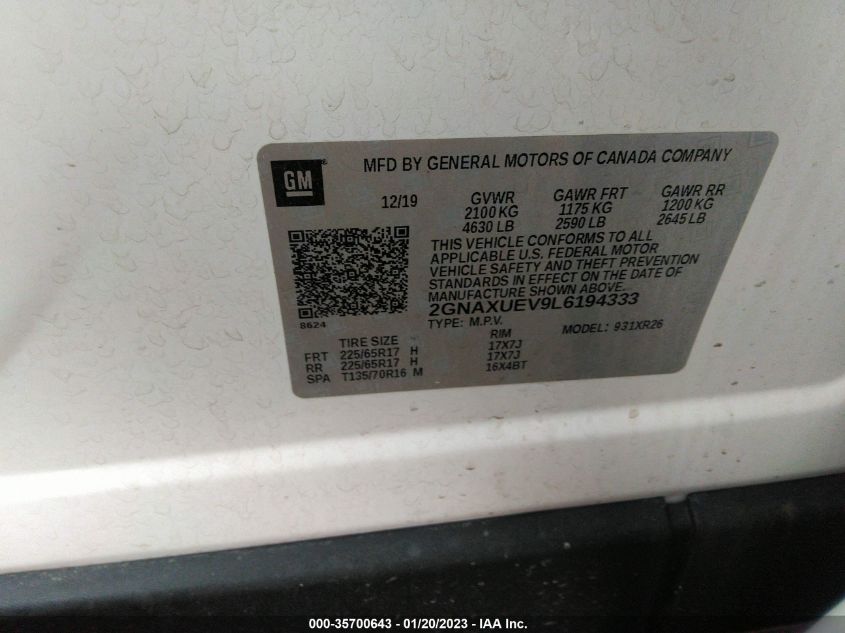 GM ®
MFD BY GENERAL MOTORS OF CANADA COMPANY
12/19
GVWR
2100 KG
4630 LB
GAWR FRT
1175 KG
2590 LB
GAWR RR
1200 KG
2645 LB
THIS VEHICLE CONFORMS TO ALL
APPLICABLE U.S. FEDERAL MOTOR
VEHICLE SAFETY AND THEFT PREVENTION
STANDARDS IN EFFECT ON THE DATE OF
MANUFACTURE SHOWN ABOVE.
2GNAXUEV9L6194333
TYPE: M.P.V.
MODEL: 931XR26
8624
TIRE SIZE RIM
FRT 225/65R17 H 17X7J
RR 225/65R17 H 17X7J
SPA T135/70R16 M 16X4BT
000-35700643 - 01/20/2023 - IAA Inc.